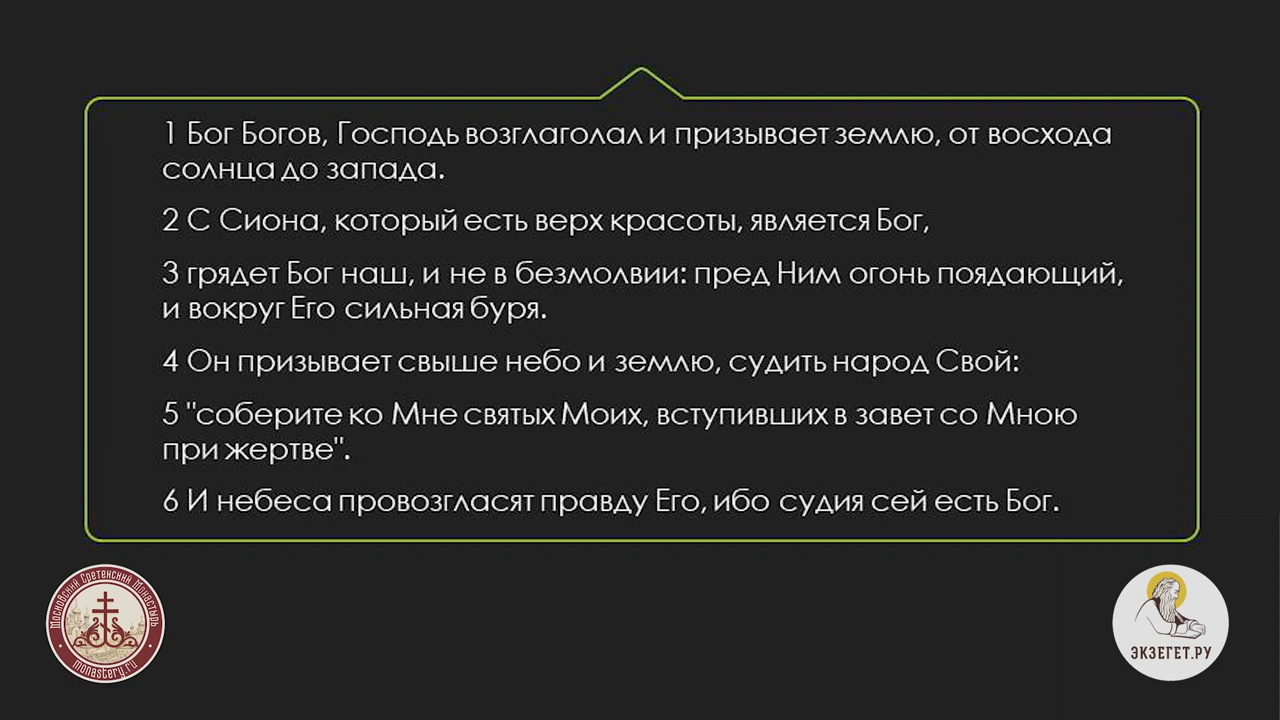 1 Бог Богов, Господь возглаголал и призывает землю, от восхода
солнца до запада.
2 С Сиона, который есть верх красоты, является Бог,
3 грядет Бог наш, и не в безмолвии: пред Ним огонь поядающий,
и вокруг Его сильная буря.
4 Он призывает свыше небо и землю, судить народ Свой:
5 "соберите ко Мне святых Моих, вступивших в завет со Мною
при жертве".
6 И небеса провозгласят правду Его, ибо судия сей есть Бог.
Московский Сретенский Монастырь
monastery.ru
ЭКЗЕГЕТ.РУ